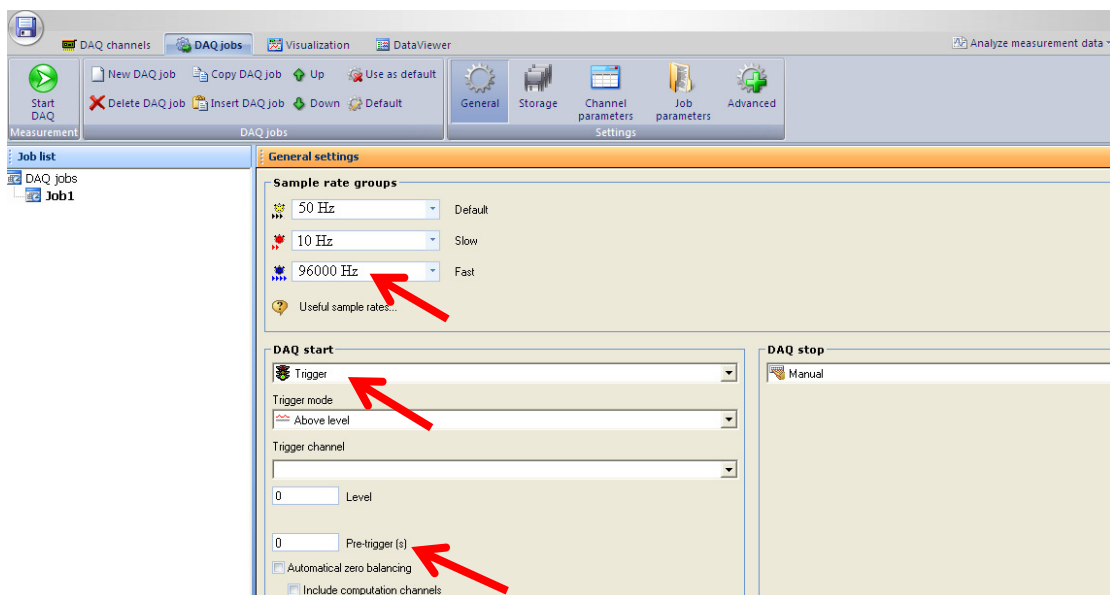 DAQ channels DAQ jobs Visualization DataViewer Analyze measurement data
New DAQ job Copy DAQ job Up Use as default
Start DAQ Delete DAQ job Insert DAQ job Down Default General Storage Channel parameters Job parameters Advanced
Measurement DAQ jobs Settings
Job list General settings
DAQ jobs
Job1
Sample rate groups
50 Hz Default
10 Hz Slow
96000 Hz Fast
Useful sample rates...
DAQ start DAQ stop
Trigger Manual
Trigger mode
Above level
Trigger channel
0 Level
0 Pre-trigger (s)
Automatical zero balancing
Include computation channels